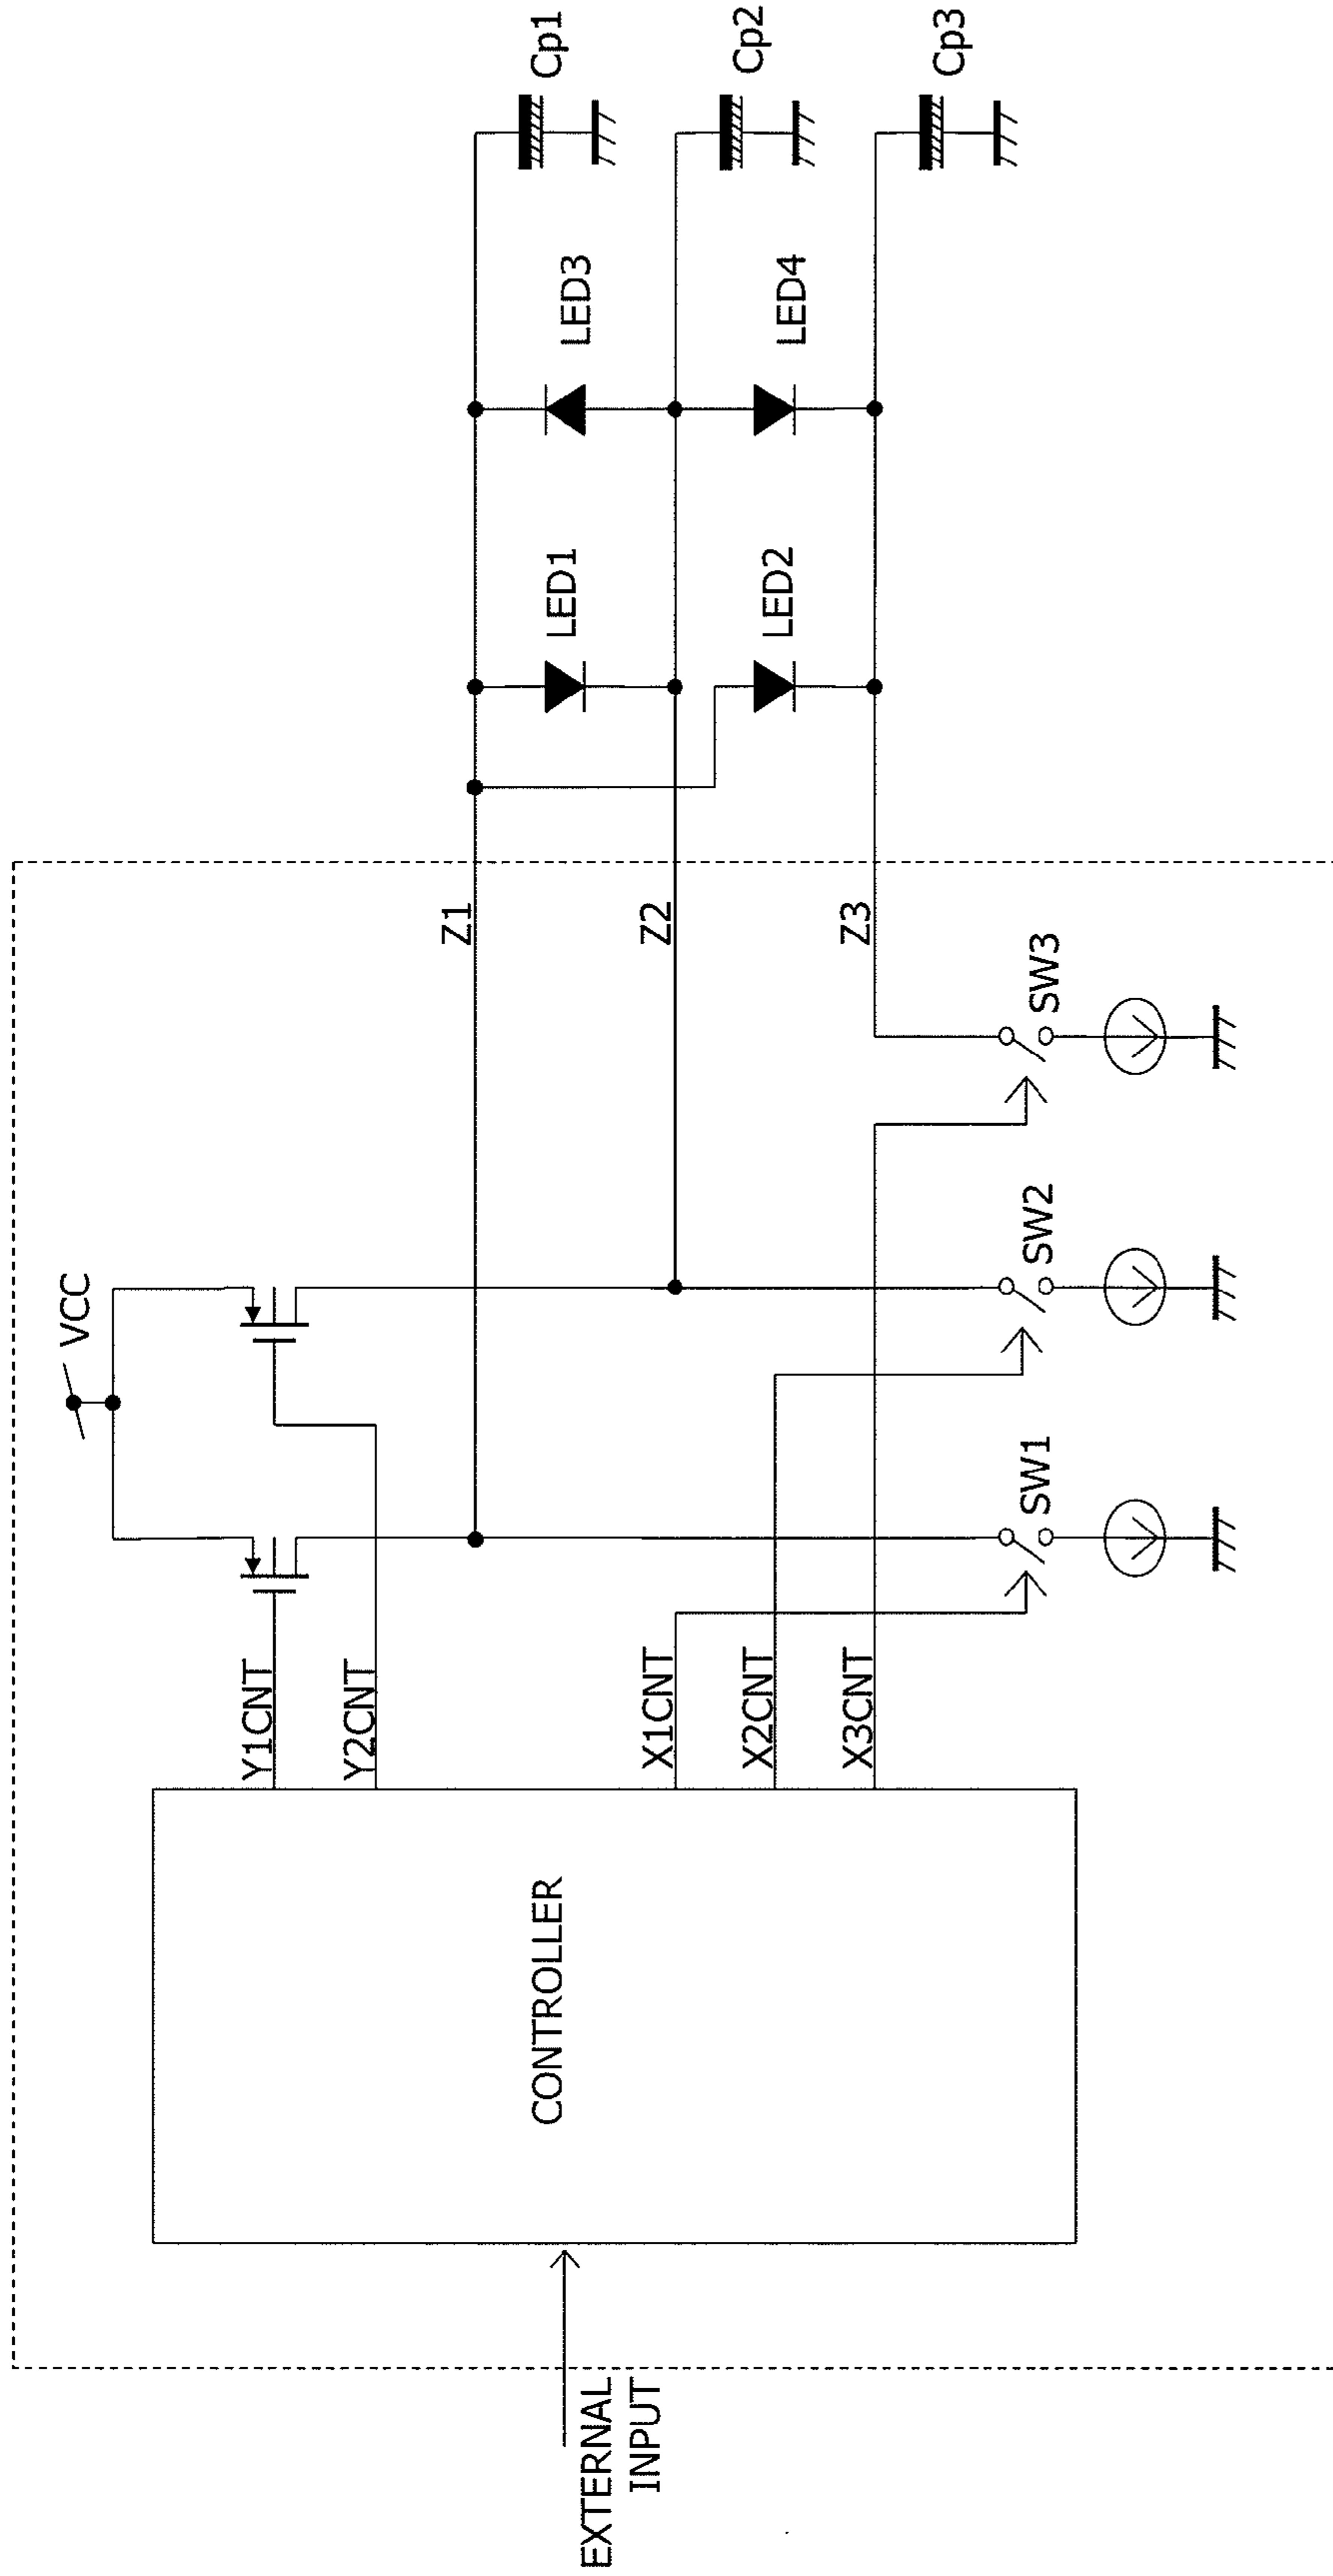 VCC
Y1CNT
Y2CNT
CONTROLLER
EXTERNAL
INPUT
X1CNT
X2CNT
X3CNT
SW1
SW2
SW3
Z1
Z2
Z3
LED1
LED2
LED3
LED4
Cp1
Cp2
Cp3